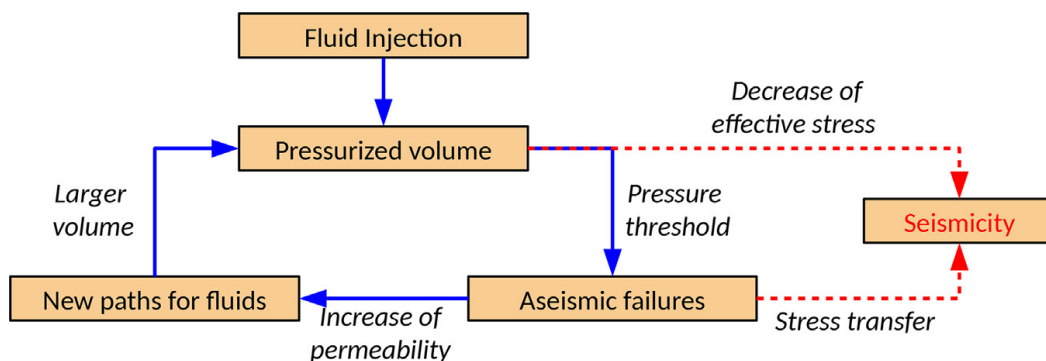 Fluid Injection
Decrease of
effective stress
Pressurized volume
Larger
volume
Pressure
threshold
Seismicity
New paths for fluids
Aseismic failures
Increase of
permeability
Stress transfer